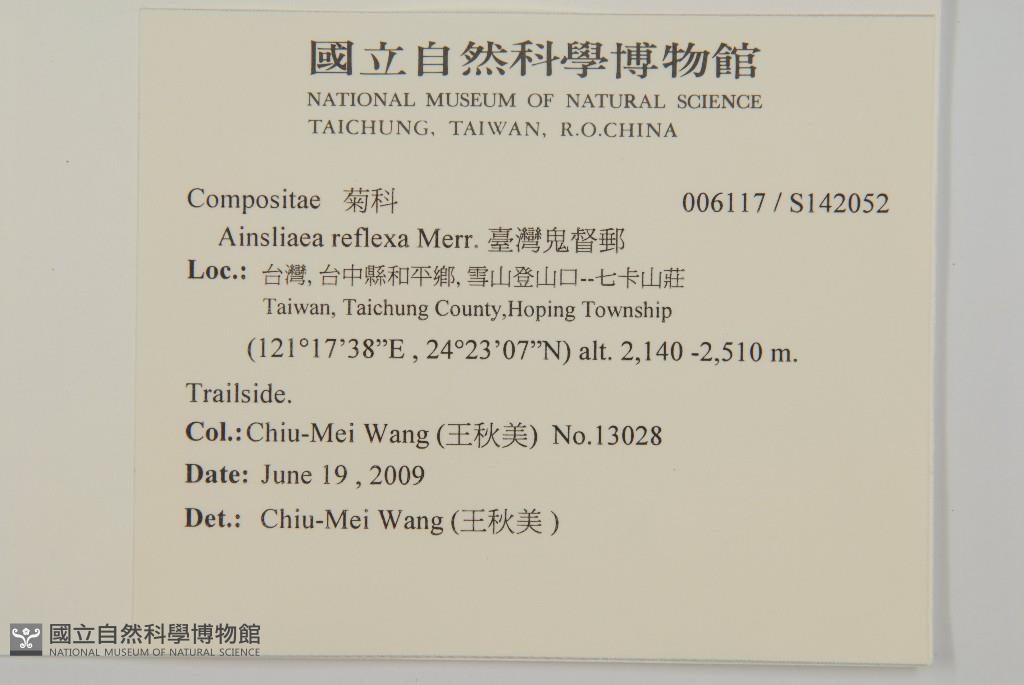 國立自然科學博物館
NATIONAL MUSEUM OF NATURAL SCIENCE
TAICHUNG, TAIWAN, R.O.CHINA
Compositae 菊科 006117 / S142052
Ainsliaea reflexa Merr. 臺灣鬼督郵
Loc.: 台灣, 台中縣和平鄉, 雪山登山口--七卡山莊
Taiwan, Taichung County,Hoping Township
(121°17’38”E , 24°23’07”N) alt. 2,140 -2,510 m.
Trailside.
Col.: Chiu-Mei Wang (王秋美) No.13028
Date: June 19 , 2009
Det.: Chiu-Mei Wang (王秋美 )
國立自然科學博物館
NATIONAL MUSEUM OF NATURAL SCIENCE